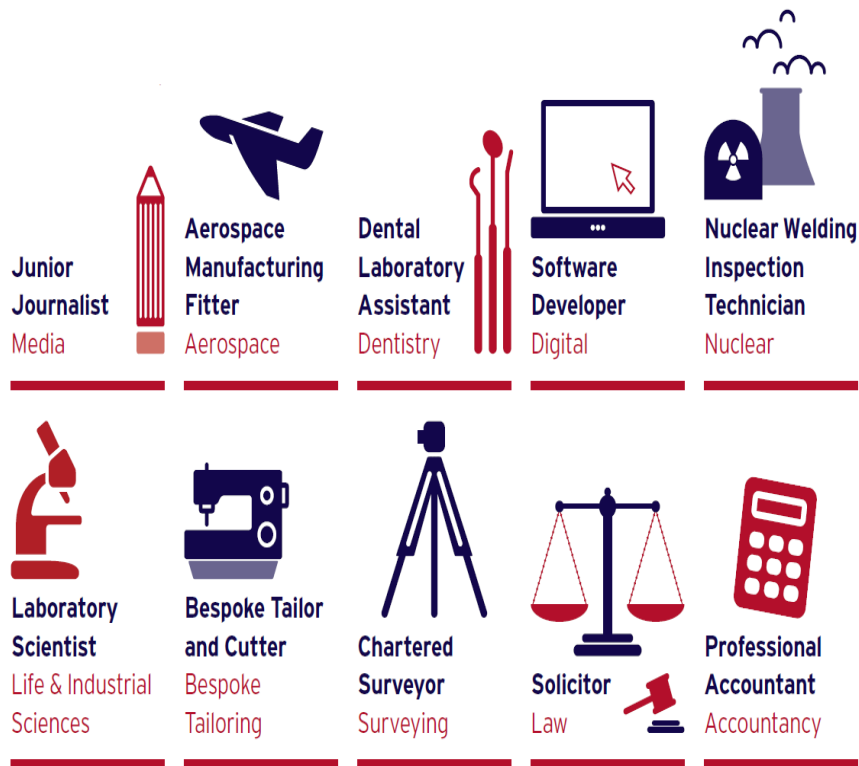 Junior
Journalist
Media
Aerospace
Manufacturing
Fitter
Aerospace
Dental
Laboratory
Assistant
Dentistry
Software
Developer
Digital
Nuclear Welding
Inspection
Technician
Nuclear
Laboratory
Scientist
Life & Industrial
Sciences
Bespoke Tailor
and Cutter
Bespoke
Tailoring
Chartered
Surveyor
Surveying
Solicitor
Law
Professional
Accountant
Accountancy